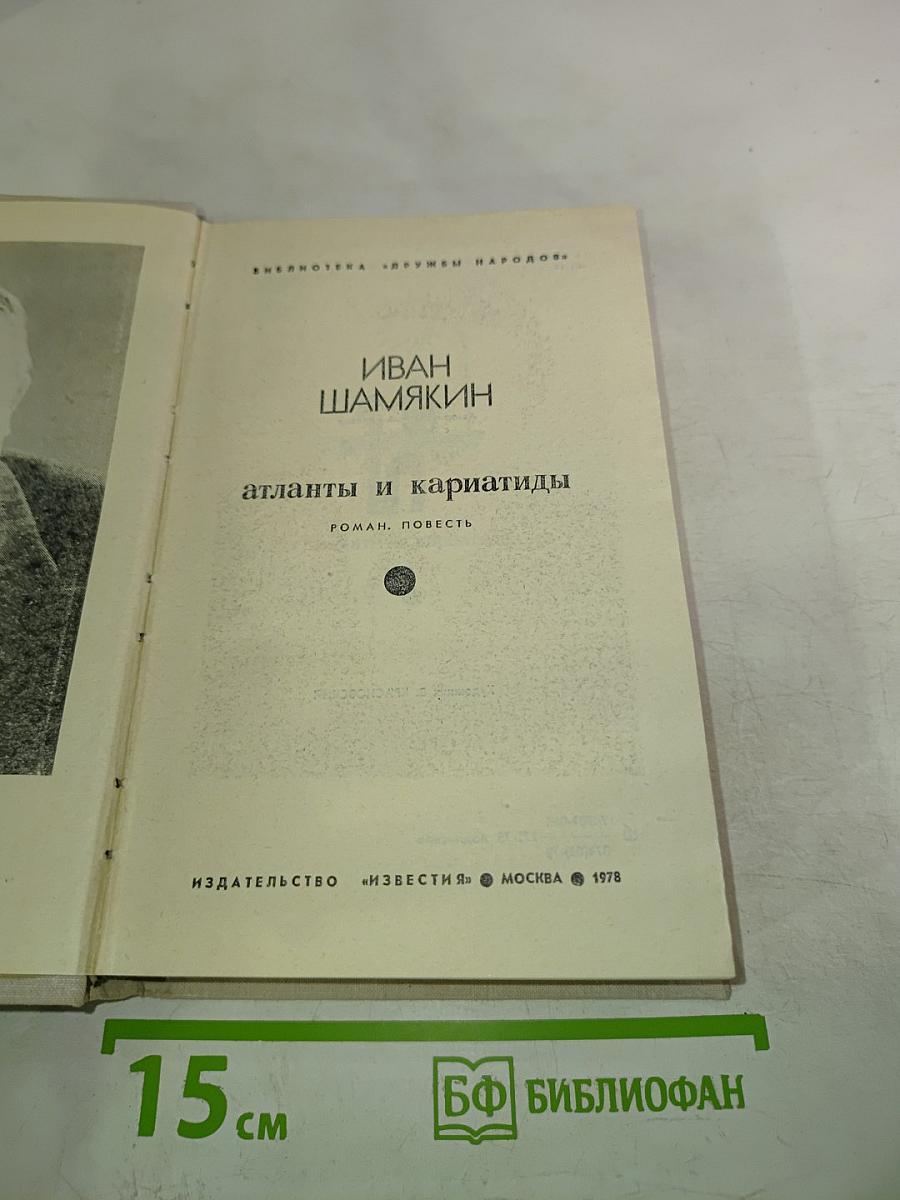 БИБЛИОТЕКА «ДРУЖБЫ НАРОДОВ»
ИВАН
ШАМЯКИН
атланты и кариатиды
РОМАН. ПОВЕСТЬ
ИЗДАТЕЛЬСТВО «ИЗВЕСТИЯ» ● МОСКВА ● 1978
15 см
БФ БИБЛИОФАН